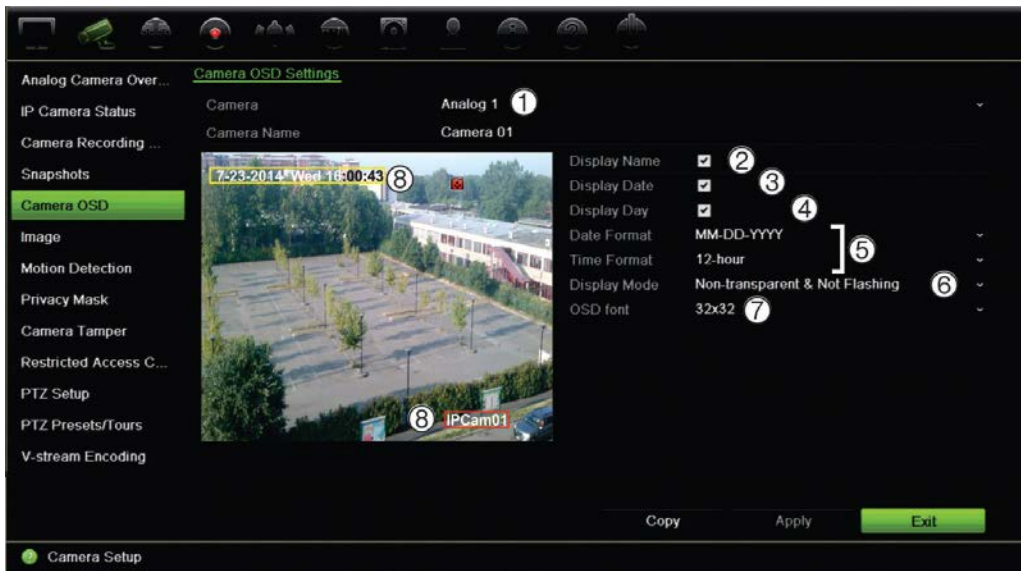 Analog Camera Over...
IP Camera Status
Camera Recording ...
Snapshots
Camera OSD
Image
Motion Detection
Privacy Mask
Camera Tamper
Restricted Access C...
PTZ Setup
PTZ Presets/Tours
V-stream Encoding
Camera OSD Settings
Camera Analog 1 ①
Camera Name Camera 01
7-23-2014 Wed 16:00:43 ⑧
⑧ IPCam01
Display Name ②
Display Date ③
Display Day ④
Date Format MM-DD-YYYY
Time Format 12-hour
⑤
Display Mode Non-transparent & Not Flashing ⑥
OSD font 32x32 ⑦
Copy Apply Exit
Camera Setup